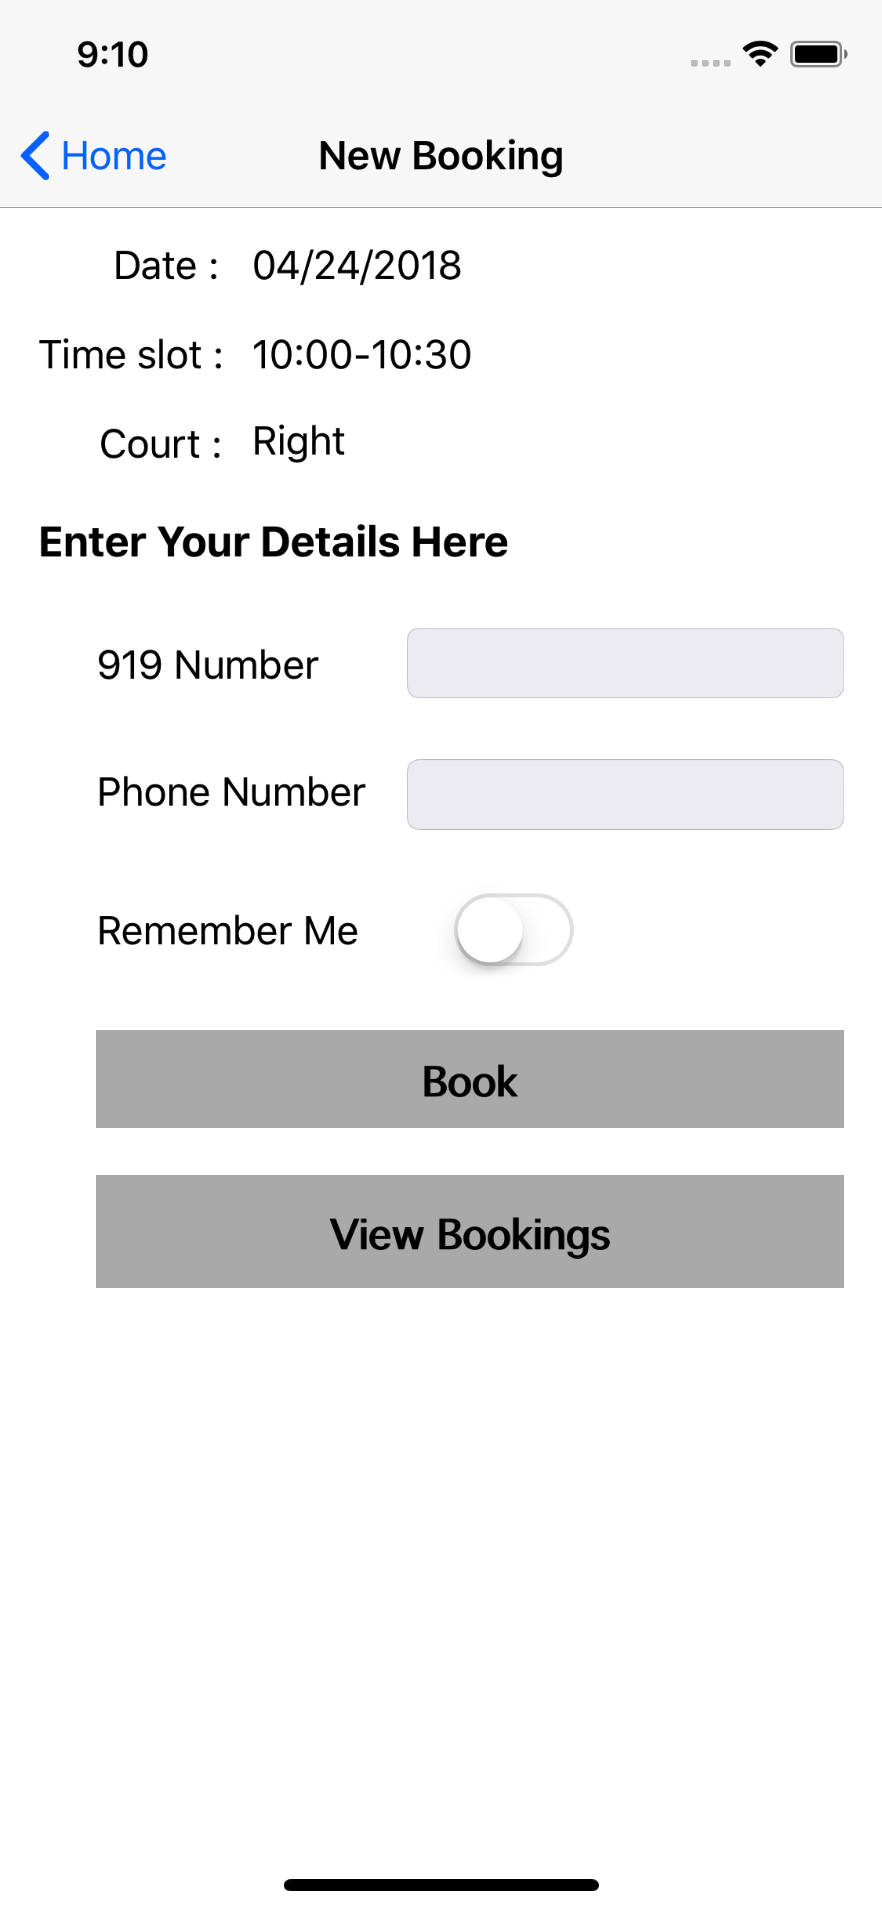 9:10
Home New Booking
Date : 04/24/2018
Time slot : 10:00-10:30
Court : Right
Enter Your Details Here
919 Number
Phone Number
Remember Me
Book
View Bookings